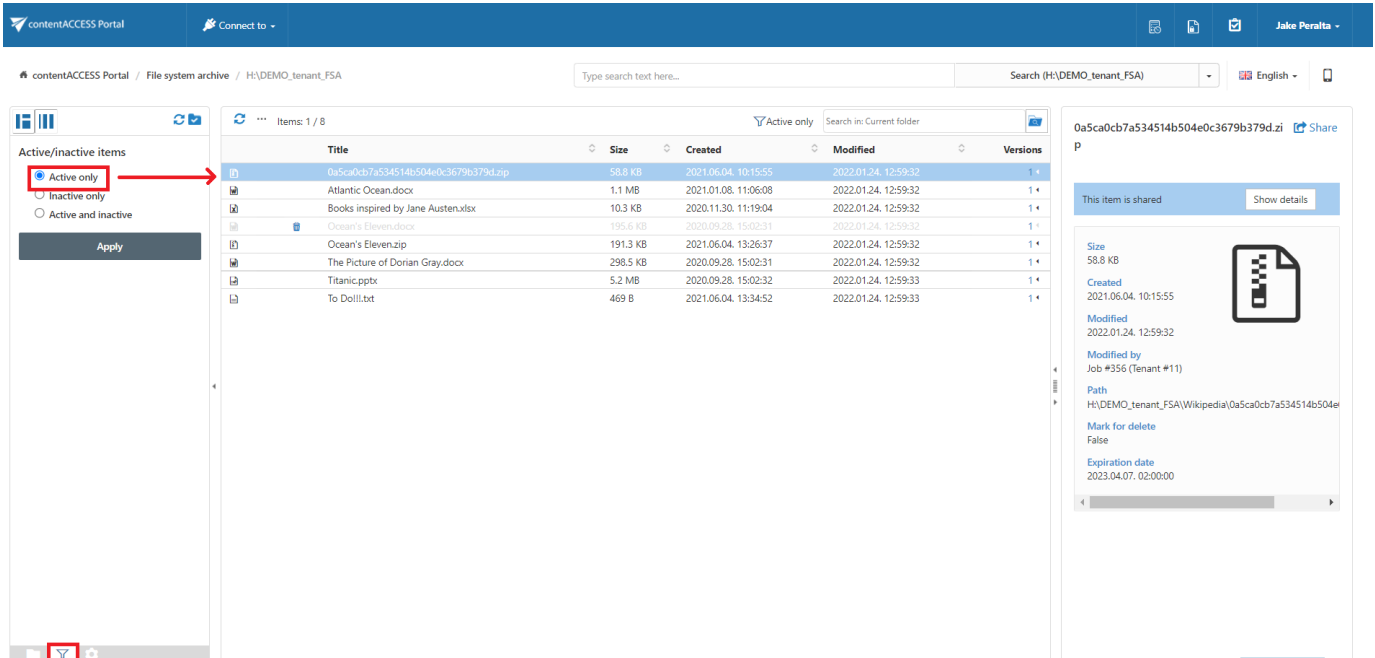 contentACCESS Portal Connect to Jake Peralta
contentACCESS Portal / File system archive / H:\DEMO_tenant_FSA Type search text here... Search (H:\DEMO_tenant_FSA) English
Items: 1 / 8 Active only Search in: Current folder
Active/inactive items
Active only
Inactive only
Active and inactive
Apply
Title Size Created Modified Versions
0a5ca0cb7a534514b504e0c3679b379d.zip 58.8 KB 2021.06.04. 10:15:55 2022.01.24. 12:59:32 1
Atlantic Ocean.docx 1.1 MB 2021.01.08. 11:06:08 2022.01.24. 12:59:32 1
Books inspired by Jane Austen.xlsx 10.3 KB 2020.11.30. 11:19:04 2022.01.24. 12:59:32 1
Ocean's Eleven.docx 195.6 KB 2020.09.28. 15:02:31 2022.01.24. 12:59:32 1
Ocean's Eleven.zip 191.3 KB 2021.06.04. 13:26:37 2022.01.24. 12:59:32 1
The Picture of Dorian Gray.docx 298.5 KB 2020.09.28. 15:02:31 2022.01.24. 12:59:32 1
Titanic.pptx 5.2 MB 2020.09.28. 15:02:32 2022.01.24. 12:59:33 1
To Do!!!.txt 469 B 2021.06.04. 13:34:52 2022.01.24. 12:59:33 1
0a5ca0cb7a534514b504e0c3679b379d.zi Share
p
This item is shared Show details
Size
58.8 KB
Created
2021.06.04. 10:15:55
Modified
2022.01.24. 12:59:32
Modified by
Job #356 (Tenant #11)
Path
H:\DEMO_tenant_FSA\Wikipedia\0a5ca0cb7a534514b504e
Mark for delete
False
Expiration date
2023.04.07. 02:00:00